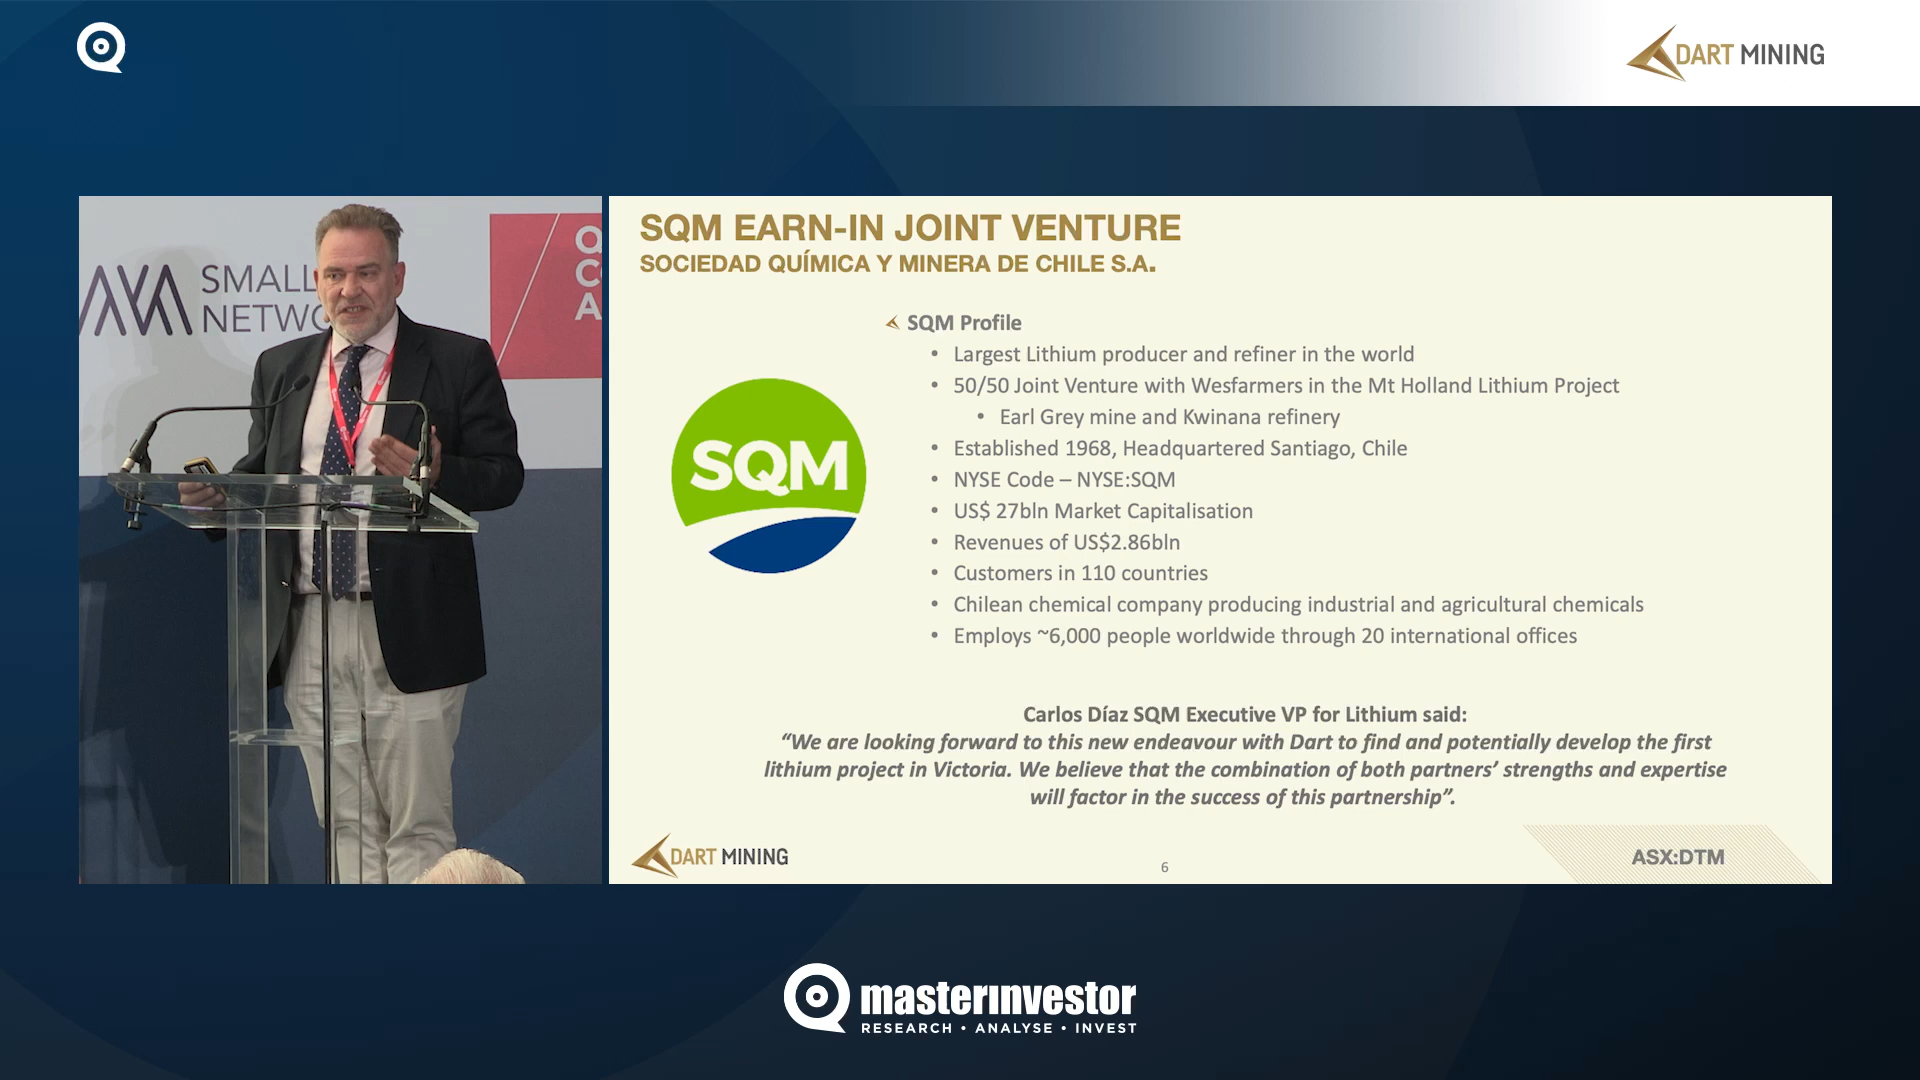 DART MINING
SMALL
NETWO
Q
C
A
SQM EARN-IN JOINT VENTURE
SOCIEDAD QUÍMICA Y MINERA DE CHILE S.A.
SQM Profile
• Largest Lithium producer and refiner in the world
• 50/50 Joint Venture with Wesfarmers in the Mt Holland Lithium Project
• Earl Grey mine and Kwinana refinery
• Established 1968, Headquartered Santiago, Chile
• NYSE Code – NYSE:SQM
• US$ 27bln Market Capitalisation
• Revenues of US$2.86bln
• Customers in 110 countries
• Chilean chemical company producing industrial and agricultural chemicals
• Employs ~6,000 people worldwide through 20 international offices
SQM
Carlos Díaz SQM Executive VP for Lithium said:
“We are looking forward to this new endeavour with Dart to find and potentially develop the first
lithium project in Victoria. We believe that the combination of both partners’ strengths and expertise
will factor in the success of this partnership”.
DART MINING
6
ASX:DTM
masterinvestor
RESEARCH • ANALYSE • INVEST